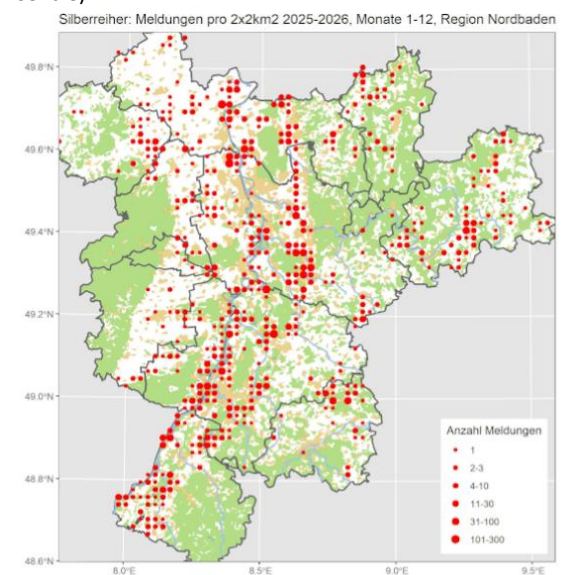 Silberreiher: Meldungen pro 2x2km2 2025-2026, Monate 1-12, Region Nordbaden
49.8°N
49.6°N
49.4°N
49.2°N
49.0°N
48.8°N
48.6°N
8.0°E
8.5°E
9.0°E
9.5°E
Anzahl Meldungen
1
2-3
4-10
11-30
31-100
101-300